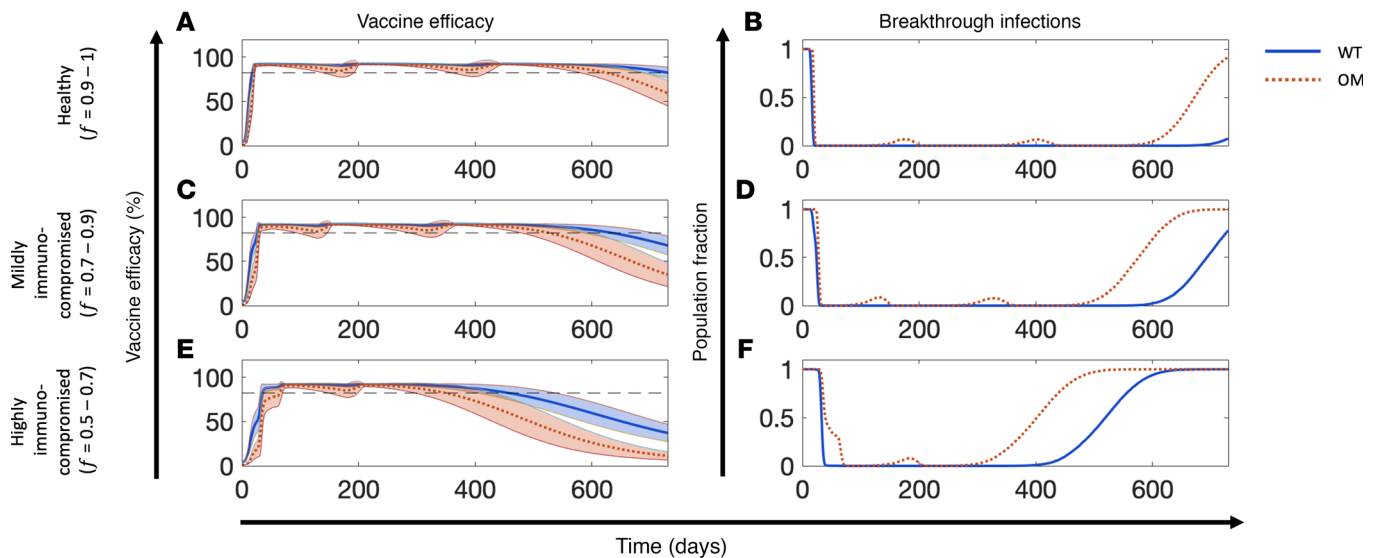 A
Vaccine efficacy
B
Breakthrough infections
WT
OM
Healthy
(f = 0.9 – 1)
100
50
0
0
200
400
600
1
0.5
0
0
200
400
600
C
D
Mildly
immuno-
compromised
(f = 0.7 – 0.9)
Vaccine efficacy (%)
100
50
0
0
200
400
600
Population fraction
1
0.5
0
0
200
400
600
E
F
Highly
immuno-
compromised
(f = 0.5 – 0.7)
100
50
0
0
200
400
600
1
0.5
0
0
200
400
600
Time (days)